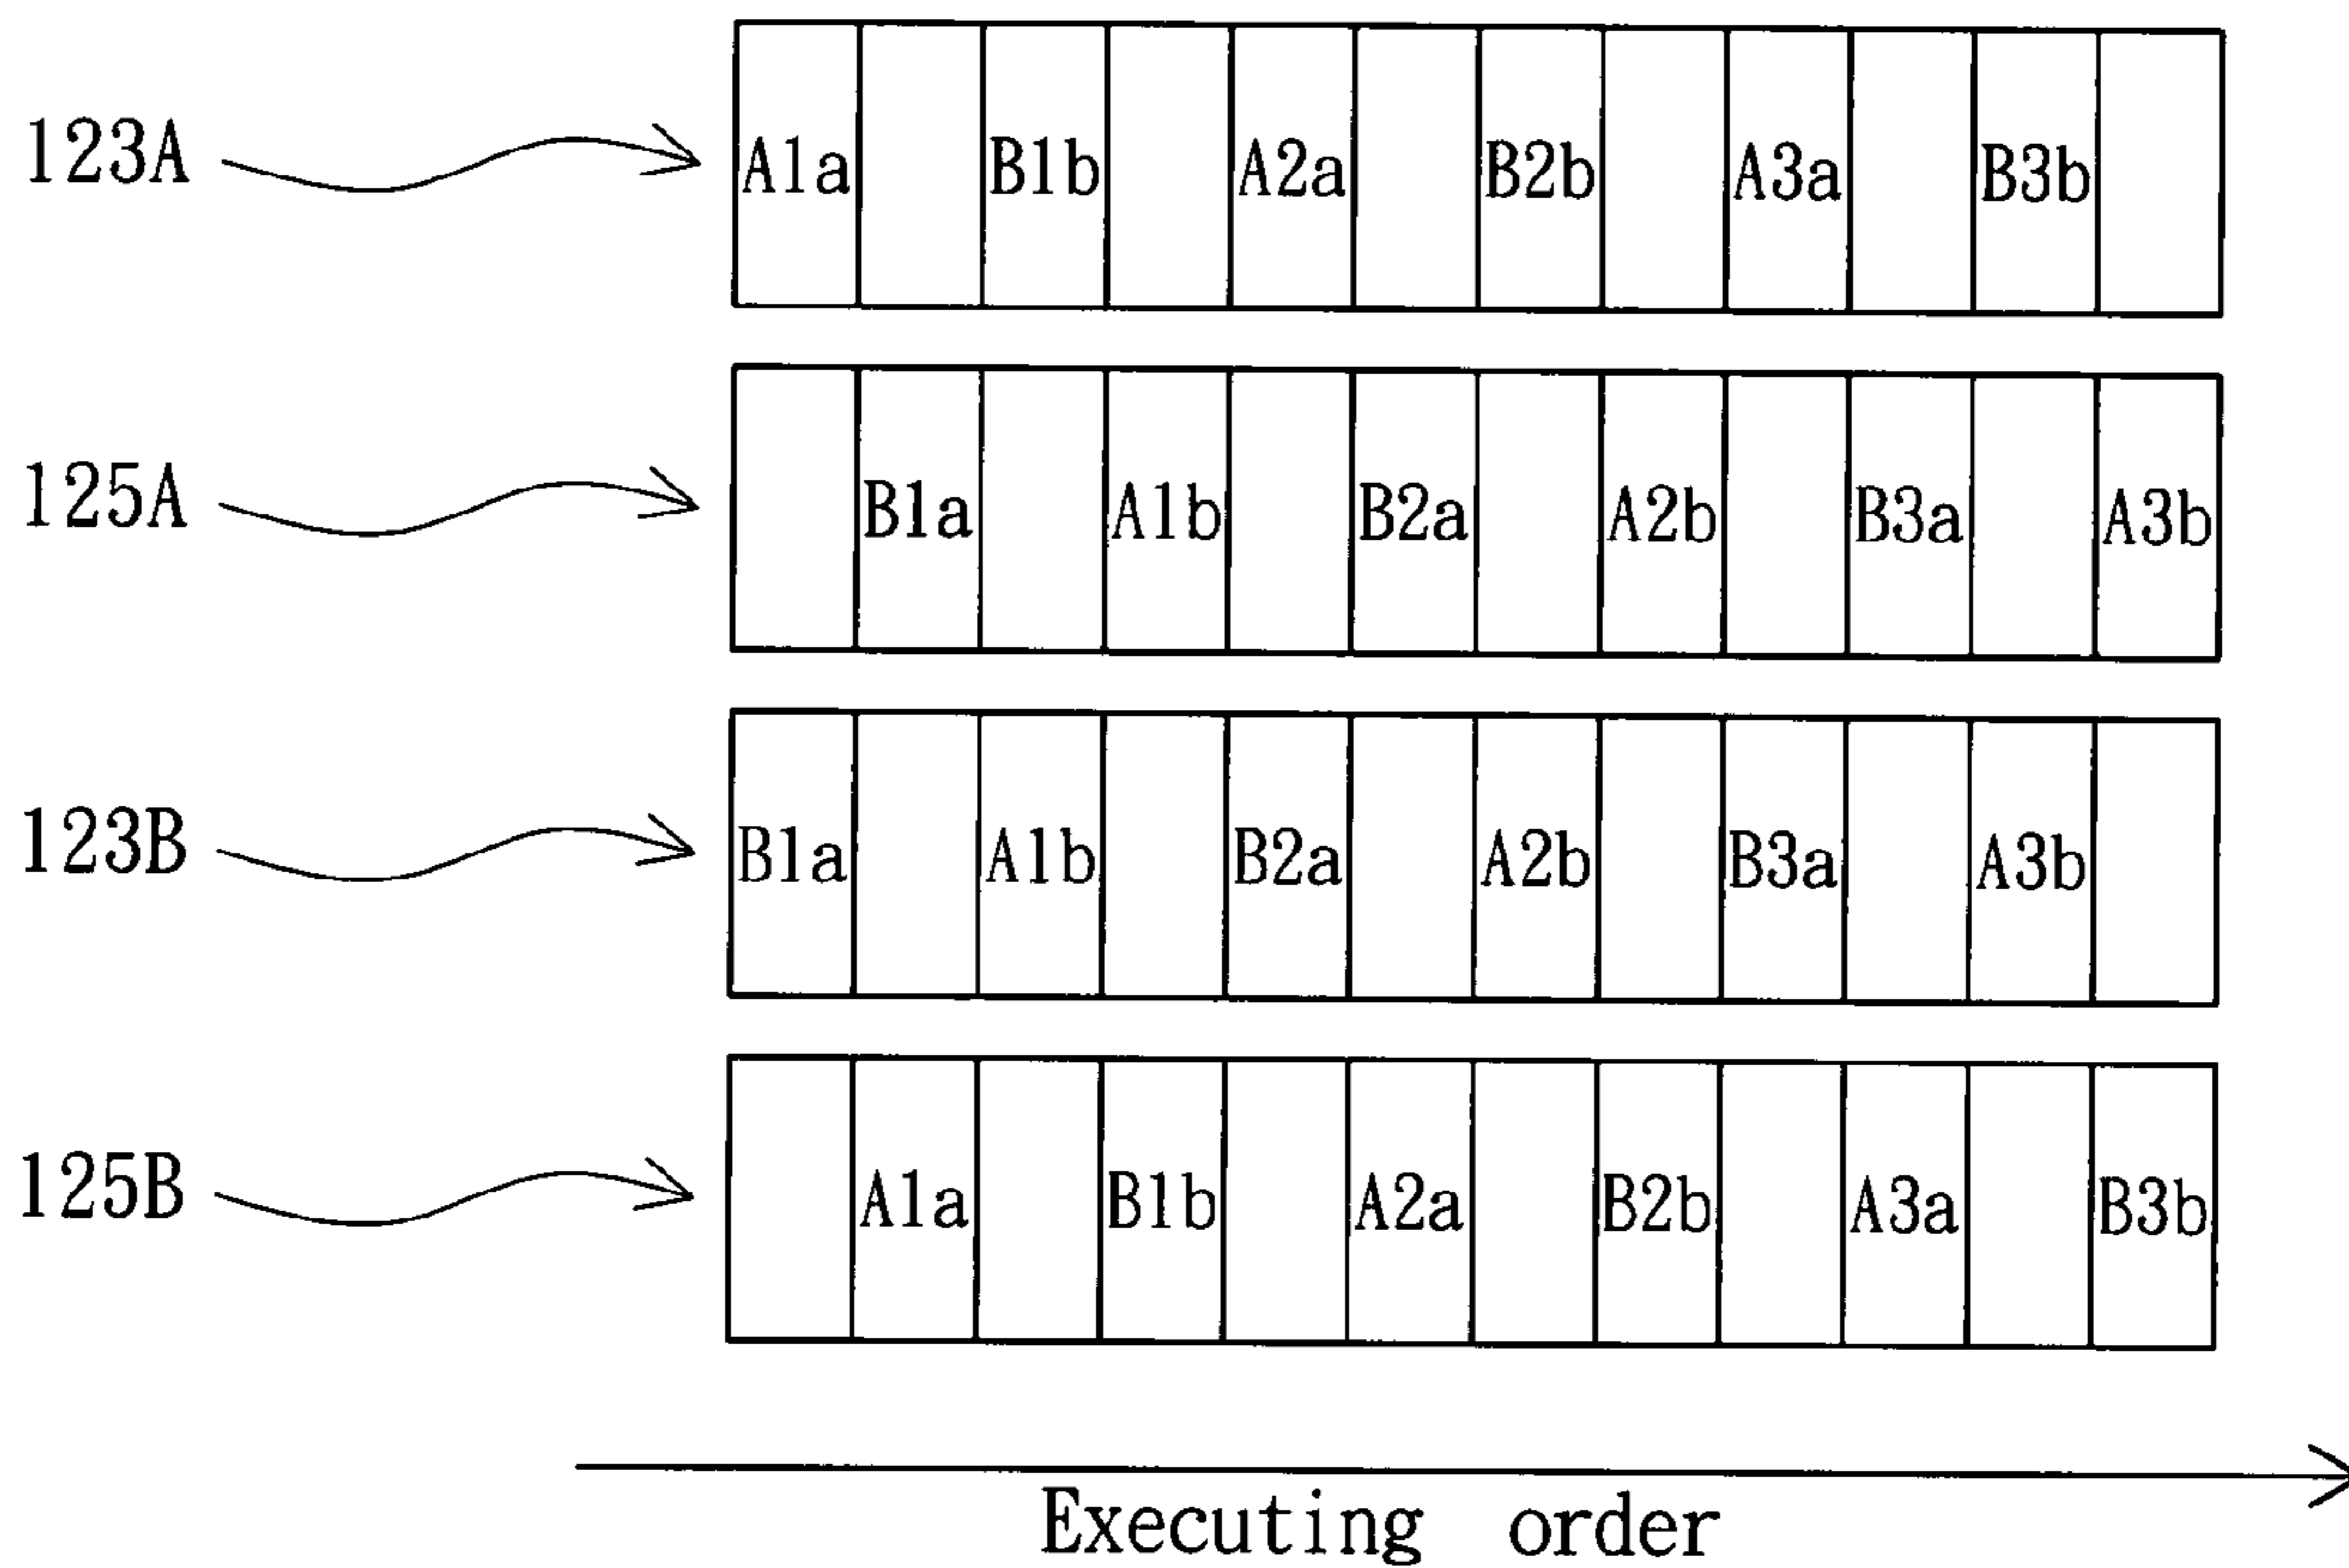 123A A1a B1b A2a B2b A3a B3b
125A B1a A1b B2a A2b B3a A3b
123B B1a A1b B2a A2b B3a A3b
125B A1a B1b A2a B2b A3a B3b
Executing order